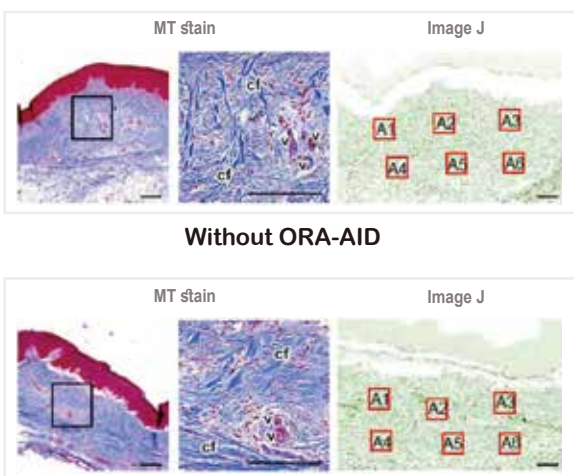 MT stain Image J
cf
v
v
v
cf
A1 A2 A3
A4 A5 A6
Without ORA-AID
MT stain Image J
cf
v
v
cf
A1 A2 A3
A4 A5 A6